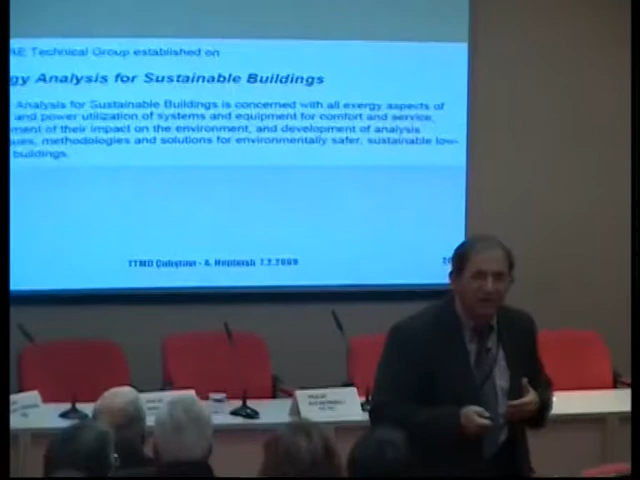 AE Technical Group established on
gy Analysis for Sustainable Buildings
Analysis for Sustainable Buildings is concerned with all exergy aspects of
and power utilization of systems and equipment for comfort and service,
ment of their impact on the environment, and development of analysis
ues, methodologies and solutions for environmentally safer, sustainable low-
buildings.
TTMD Çalıştayı - A. Hepbasli 7.2.2009
20